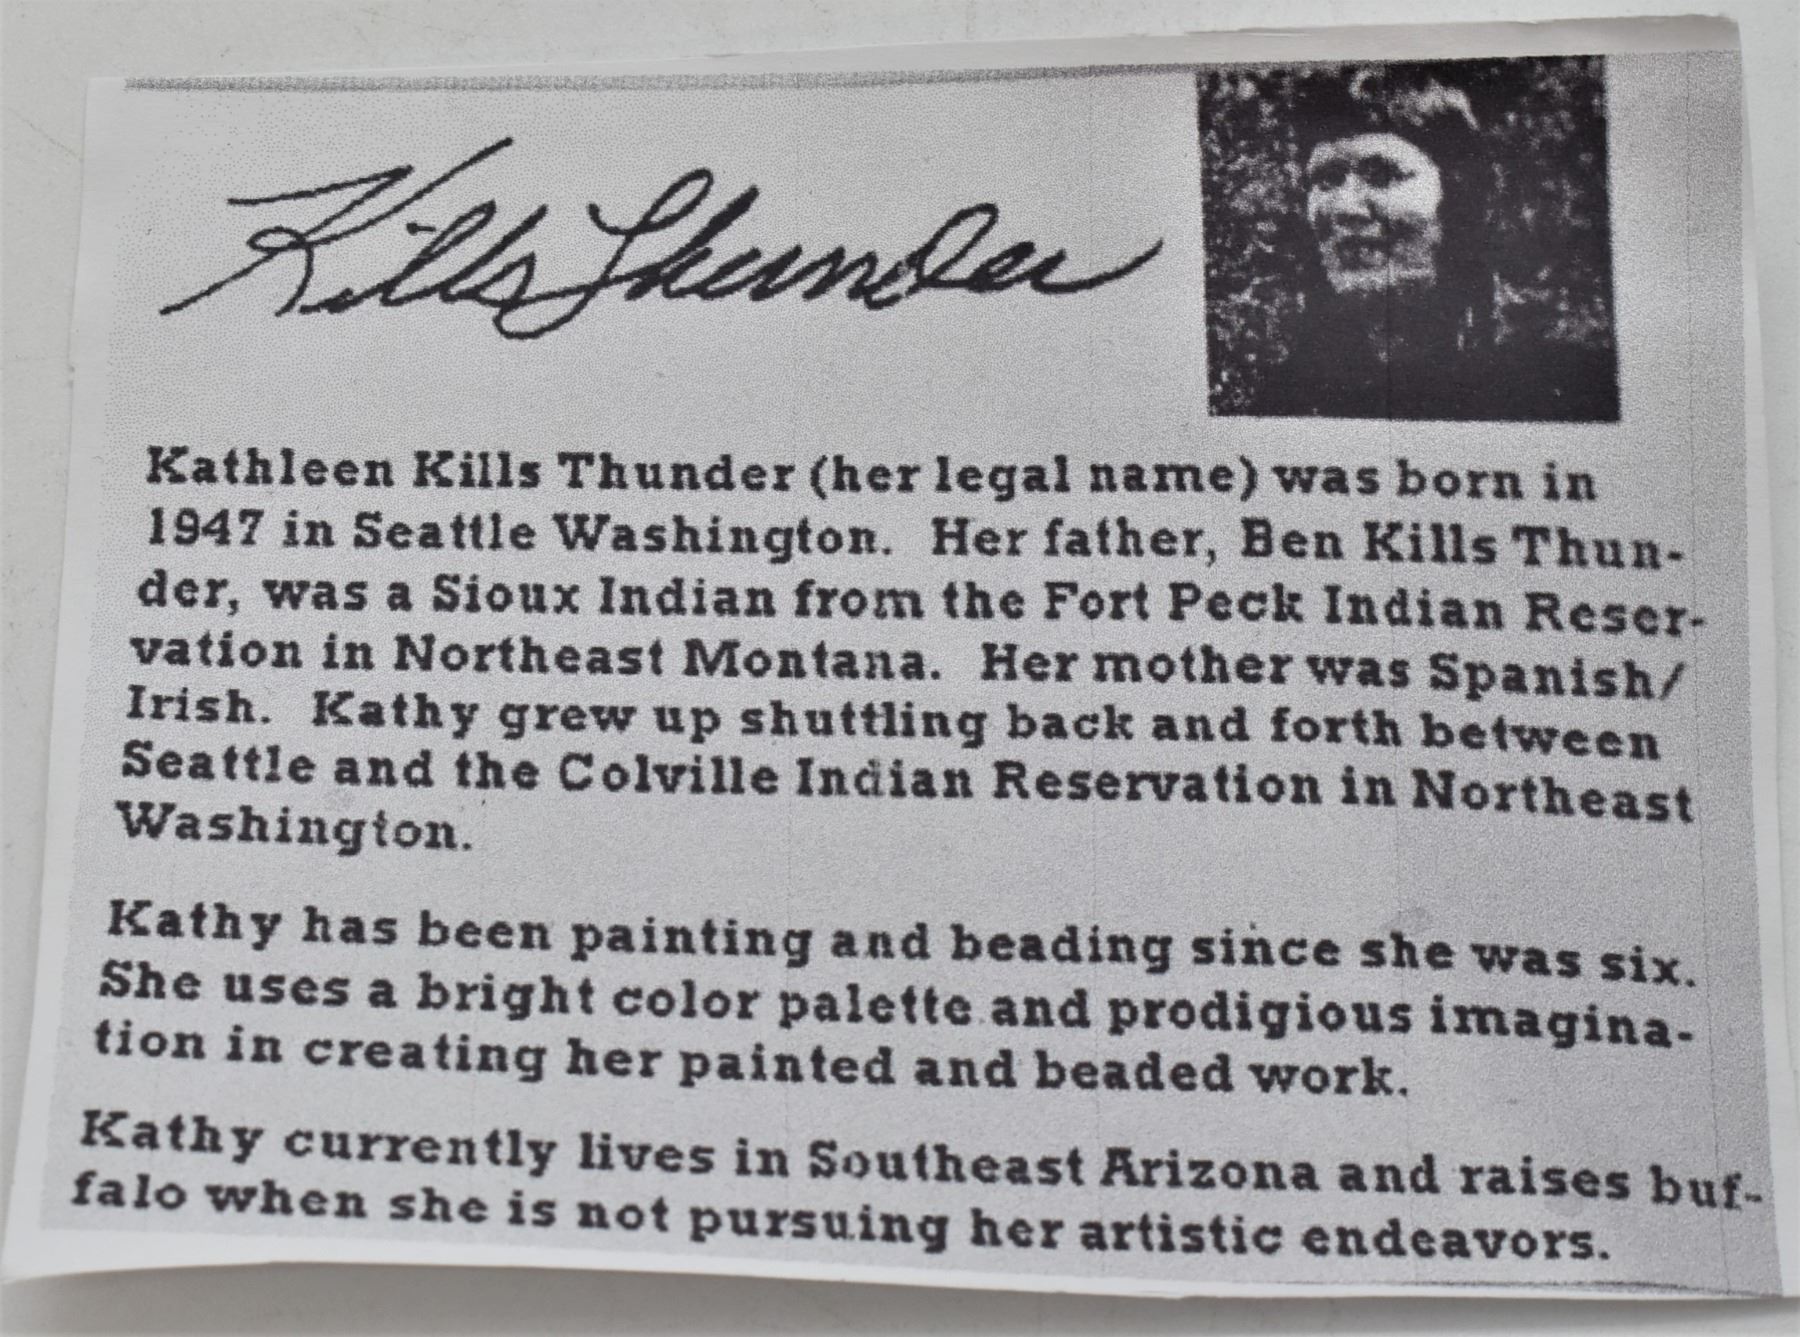 Kills Thunder
Kathleen Kills Thunder (her legal name) was born in
1947 in Seattle Washington. Her father, Ben Kills Thun-
der, was a Sioux Indian from the Fort Peck Indian Reser-
vation in Northeast Montana. Her mother was Spanish/
Irish. Kathy grew up shuttling back and forth between
Seattle and the Colville Indian Reservation in Northeast
Washington.
Kathy has been painting and beading since she was six.
She uses a bright color palette and prodigious imagina-
tion in creating her painted and beaded work.
Kathy currently lives in Southeast Arizona and raises buf-
falo when she is not pursuing her artistic endeavors.